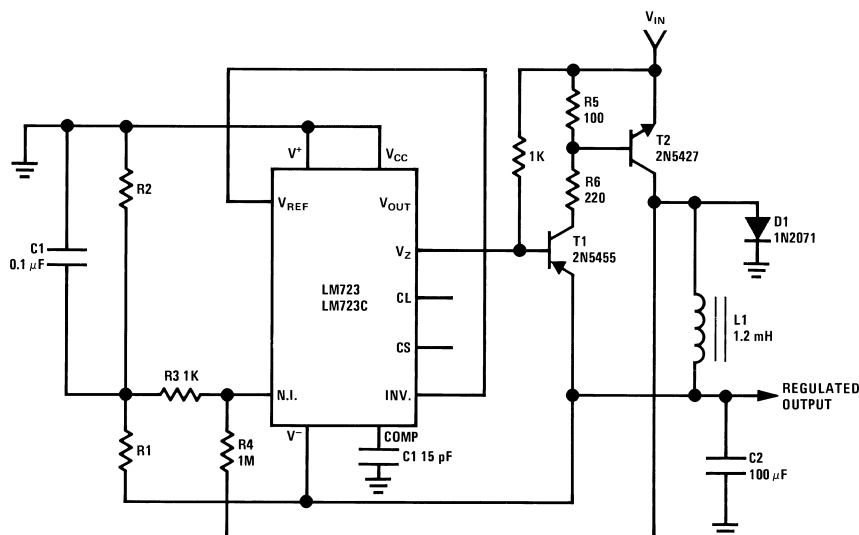 VIN
R5
100
T2
2N5427
V+
VCC
1K
R2
R6
220
VREF
VOUT
D1
1N2071
T1
2N5455
C1
0.1 μF
VZ
LM723
LM723C
CL
L1
1.2 mH
CS
R3 1K
N.I.
INV.
REGULATED
OUTPUT
V−
COMP
R1
R4
1M
C1 15 pF
C2
100 μF